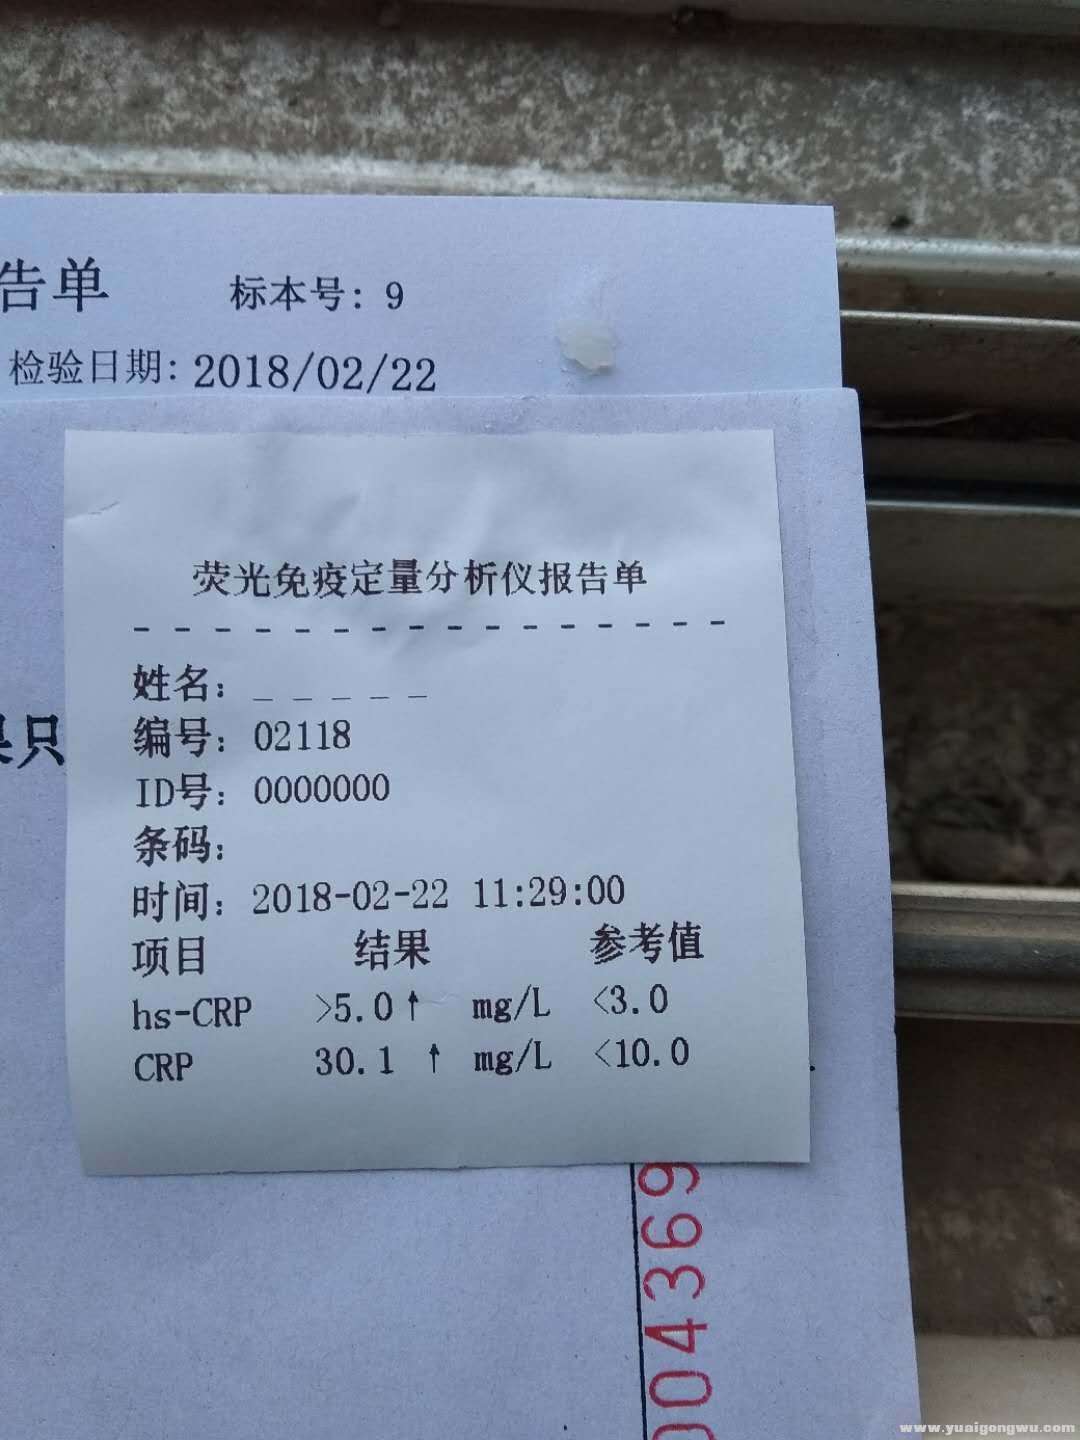 告单 标本号: 9
检验日期: 2018/02/22
荧光免疫定量分析仪报告单
- - - - - - - - - - - - - - - -
姓名: _ _ _ _ _
编号: 02118
ID号: 0000000
条码:
时间: 2018-02-22 11:29:00
项目 结果 参考值
hs-CRP >5.0↑ mg/L <3.0
CRP 30.1 ↑ mg/L <10.0
果只
004369
www.yuaigongwu.com